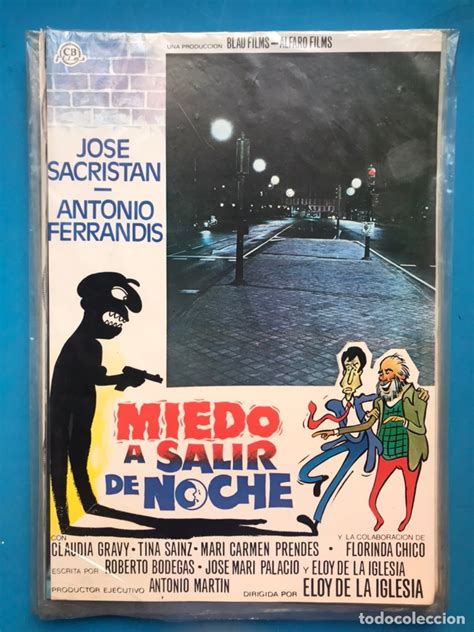 CB
UNA PRODUCCION BLAU FILMS - ALFARO FILMS
JOSE
SACRISTAN
—
ANTONIO
FERRANDIS
MIEDO
A SALIR
DE NOCHE
CON
CLAUDIA GRAVY · TINA SAINZ · MARI CARMEN PRENDES · Y LA COLABORACION DE FLORINDA CHICO
ESCRITA POR ROBERTO BODEGAS · JOSE MARI PALACIO Y ELOY DE LA IGLESIA
PRODUCTOR EJECUTIVO ANTONIO MARTIN DIRIGIDA POR ELOY DE LA IGLESIA
todocoleccion